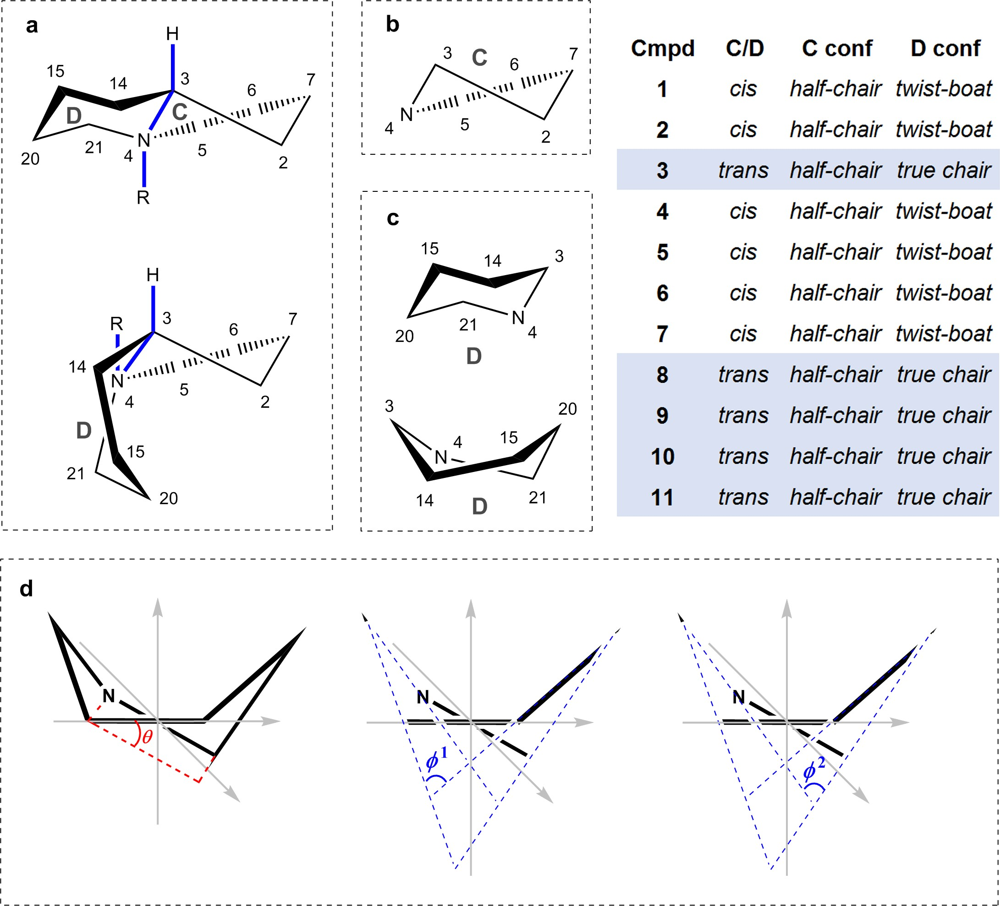 a
H
15
14
3
6
7
D
C
N
20
21
4
5
2
R
H
R
3
6
7
14
N
5
4
2
D
15
21
20
b
3
C
6
7
N
4
5
2
c
15
14
3
20
21
N
4
D
3
20
4
15
N
14
D
21
Cmpd C/D C conf D conf
1 cis half-chair twist-boat
2 cis half-chair twist-boat
3 trans half-chair true chair
4 cis half-chair twist-boat
5 cis half-chair twist-boat
6 cis half-chair twist-boat
7 cis half-chair twist-boat
8 trans half-chair true chair
9 trans half-chair true chair
10 trans half-chair true chair
11 trans half-chair true chair
d
N
θ
N
ϕ1
N
ϕ2